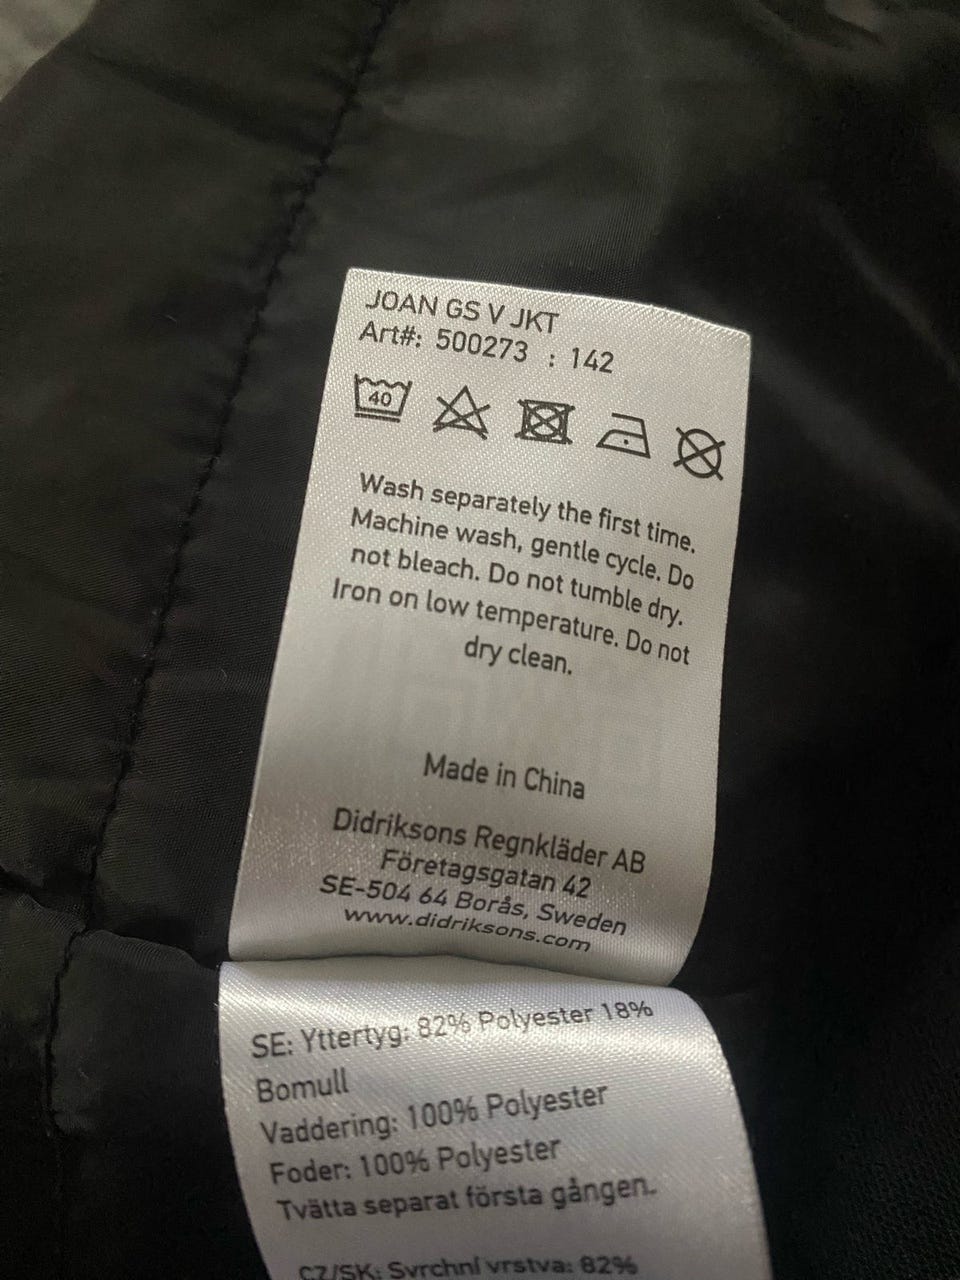 JOAN GS V JKT
Art#: 500273 : 142
40
Wash separately the first time.
Machine wash, gentle cycle. Do
not bleach. Do not tumble dry.
Iron on low temperature. Do not
dry clean.
Made in China
Didriksons Regnkläder AB
Företagsgatan 42
SE-504 64 Borås, Sweden
www.didriksons.com
SE: Yttertyg: 82% Polyester 18%
Bomull
Vaddering: 100% Polyester
Foder: 100% Polyester
Tvätta separat första gången.
CZ/SK: Svrchní vrstva: 82%